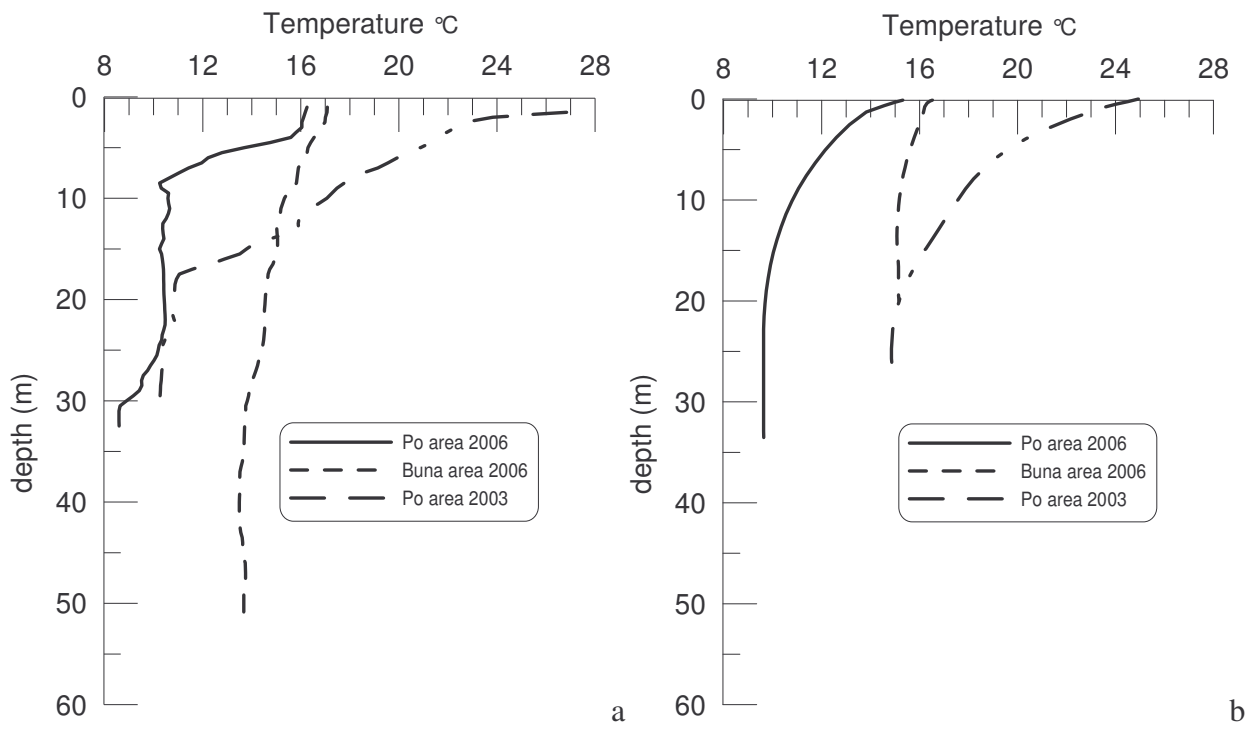 Temperature °C
8 12 16 20 24 28
0
10
20
30
40
50
60
depth (m)
Po area 2006
Buna area 2006
Po area 2003
a
Temperature °C
8 12 16 20 24 28
0
10
20
30
40
50
60
depth (m)
Po area 2006
Buna area 2006
Po area 2003
b